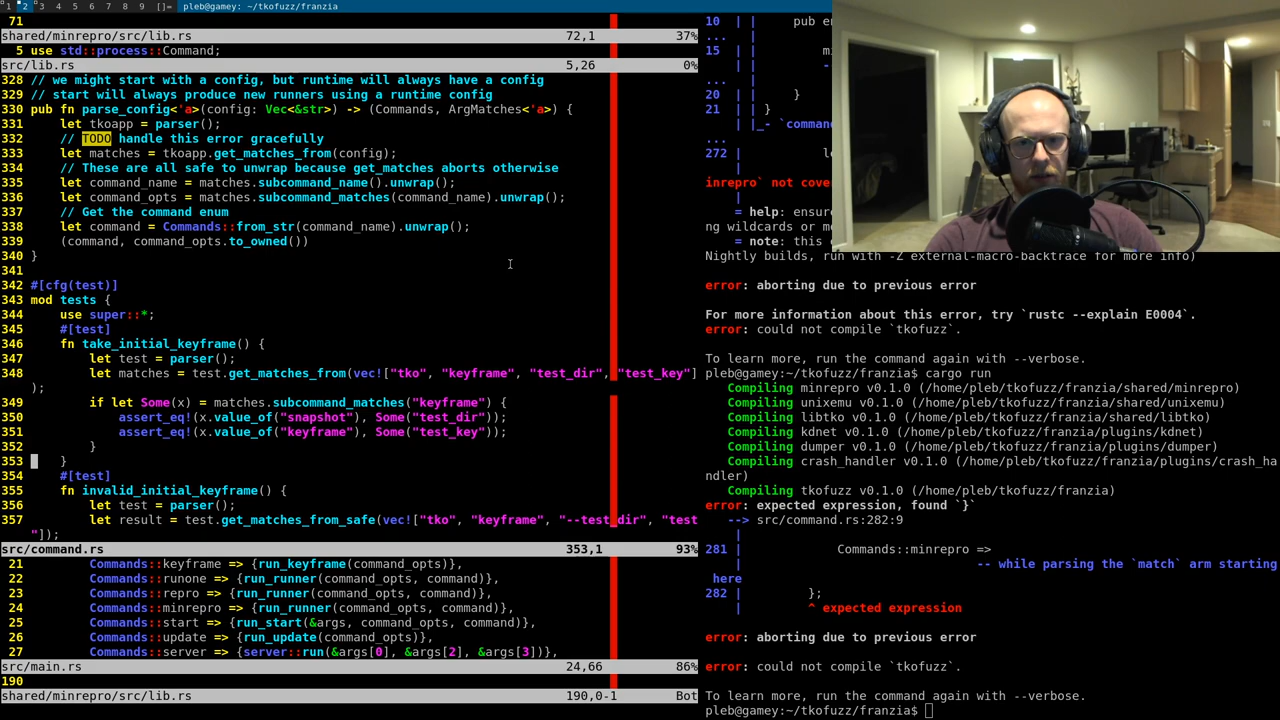 1 2 3 4 5 6 7 8 9 []= pleb@gamey: ~/tkofuzz/franzia
71
shared/minrepro/src/lib.rs 72,1 37%
5 use std::process::Command;
src/lib.rs 5,26 0%
328 // we might start with a config, but runtime will always have a config
329 // start will always produce new runners using a runtime config
330 pub fn parse_config<'a>(config: Vec<&str>) -> (Commands, ArgMatches<'a>) {
331 let tkoapp = parser();
332 // TODO handle this error gracefully
333 let matches = tkoapp.get_matches_from(config);
334 // These are all safe to unwrap because get_matches aborts otherwise
335 let command_name = matches.subcommand_name().unwrap();
336 let command_opts = matches.subcommand_matches(command_name).unwrap();
337 // Get the command enum
338 let command = Commands::from_str(command_name).unwrap();
339 (command, command_opts.to_owned())
340 }
341
342 #[cfg(test)]
343 mod tests {
344 use super::*;
345 #[test]
346 fn take_initial_keyframe() {
347 let test = parser();
348 let matches = test.get_matches_from(vec!["tko", "keyframe", "test_dir", "test_key"]
);
349 if let Some(x) = matches.subcommand_matches("keyframe") {
350 assert_eq!(x.value_of("snapshot"), Some("test_dir"));
351 assert_eq!(x.value_of("keyframe"), Some("test_key"));
352 }
353 }
354 #[test]
355 fn invalid_initial_keyframe() {
356 let test = parser();
357 let result = test.get_matches_from_safe(vec!["tko", "keyframe", "--test_dir", "test
"]);
src/command.rs 353,1 93%
21 Commands::keyframe => {run_keyframe(command_opts)},
22 Commands::runone => {run_runner(command_opts, command)},
23 Commands::repro => {run_runner(command_opts, command)},
24 Commands::minrepro => {run_runner(command_opts, command)},
25 Commands::start => {run_start(&args, command_opts, command)},
26 Commands::update => {run_update(command_opts)},
27 Commands::server => {server::run(&args[0], &args[2], &args[3])},
src/main.rs 24,66 86%
190
shared/minrepro/src/lib.rs 190,0-1 Bot
10 | | pub en
... | |
15 | mi
| --
... |
20 | | }
21 | | }
| |_- `command
...
272 | le
inrepro` not cove
|
= help: ensure
ng wildcards or m
= note: this
Nightly builds, run with -Z external-macro-backtrace for more info)
error: aborting due to previous error
For more information about this error, try `rustc --explain E0004`.
error: could not compile `tkofuzz`.
To learn more, run the command again with --verbose.
pleb@gamey:~/tkofuzz/franzia$ cargo run
Compiling minrepro v0.1.0 (/home/pleb/tkofuzz/franzia/shared/minrepro)
Compiling unixemu v0.1.0 (/home/pleb/tkofuzz/franzia/shared/unixemu)
Compiling libtko v0.1.0 (/home/pleb/tkofuzz/franzia/shared/libtko)
Compiling kdnet v0.1.0 (/home/pleb/tkofuzz/franzia/plugins/kdnet)
Compiling dumper v0.1.0 (/home/pleb/tkofuzz/franzia/plugins/dumper)
Compiling crash_handler v0.1.0 (/home/pleb/tkofuzz/franzia/plugins/crash_ha
ndler)
Compiling tkofuzz v0.1.0 (/home/pleb/tkofuzz/franzia)
error: expected expression, found `}`
--> src/command.rs:282:9
|
281 | Commands::minrepro =>
| -- while parsing the `match` arm starting
here
282 | };
| ^ expected expression
error: aborting due to previous error
error: could not compile `tkofuzz`.
To learn more, run the command again with --verbose.
pleb@gamey:~/tkofuzz/franzia$